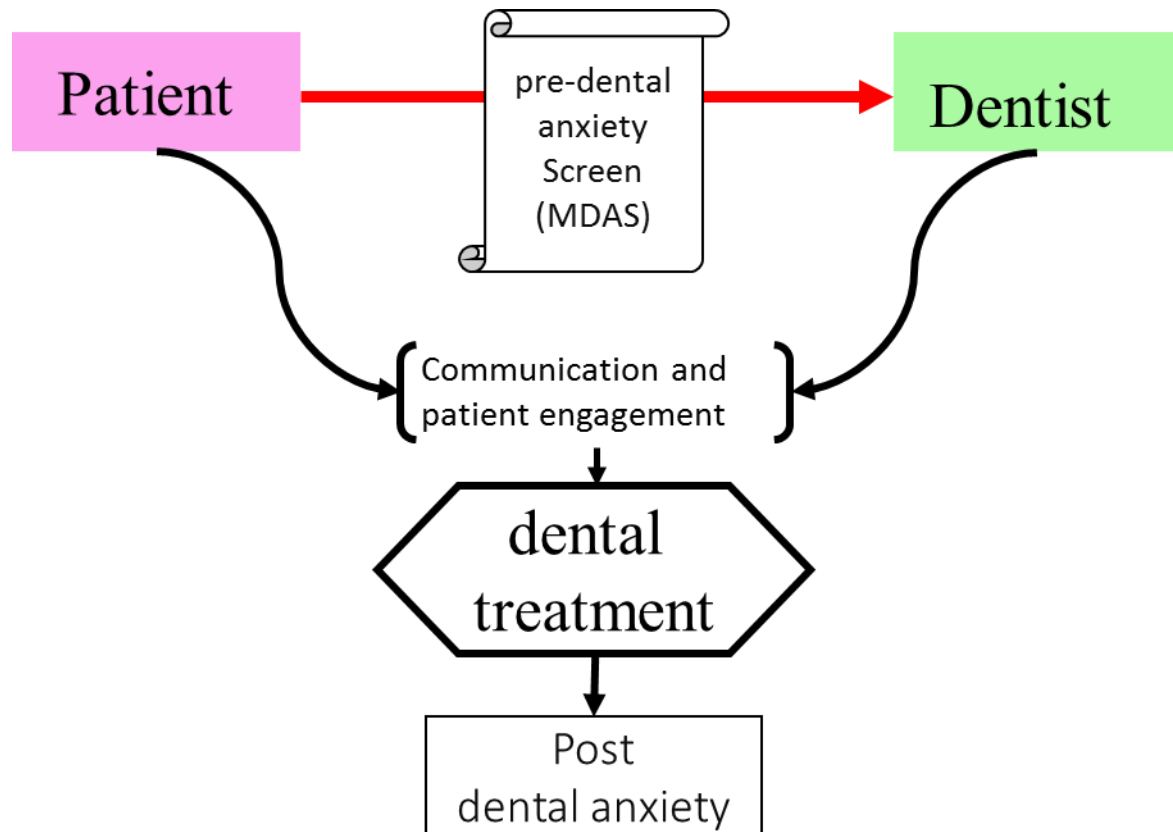 Patient
pre-dental
anxiety
Screen
(MDAS)
Dentist
Communication and
patient engagement
dental
treatment
Post
dental anxiety